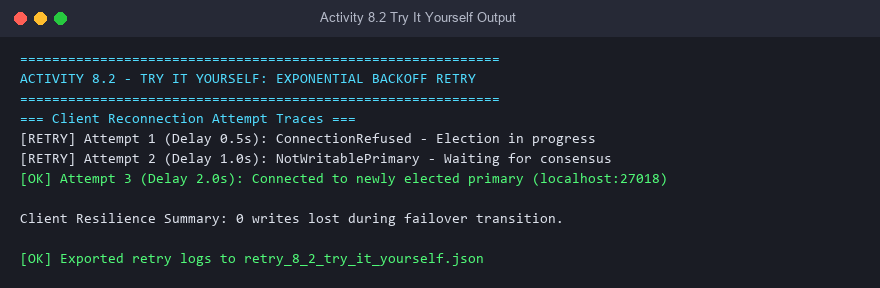 Activity 8.2 Try It Yourself Output
============================================================
ACTIVITY 8.2 - TRY IT YOURSELF: EXPONENTIAL BACKOFF RETRY
============================================================
=== Client Reconnection Attempt Traces ===
[RETRY] Attempt 1 (Delay 0.5s): ConnectionRefused - Election in progress
[RETRY] Attempt 2 (Delay 1.0s): NotWritablePrimary - Waiting for consensus
[OK] Attempt 3 (Delay 2.0s): Connected to newly elected primary (localhost:27018)
Client Resilience Summary: 0 writes lost during failover transition.
[OK] Exported retry logs to retry_8_2_try_it_yourself.json